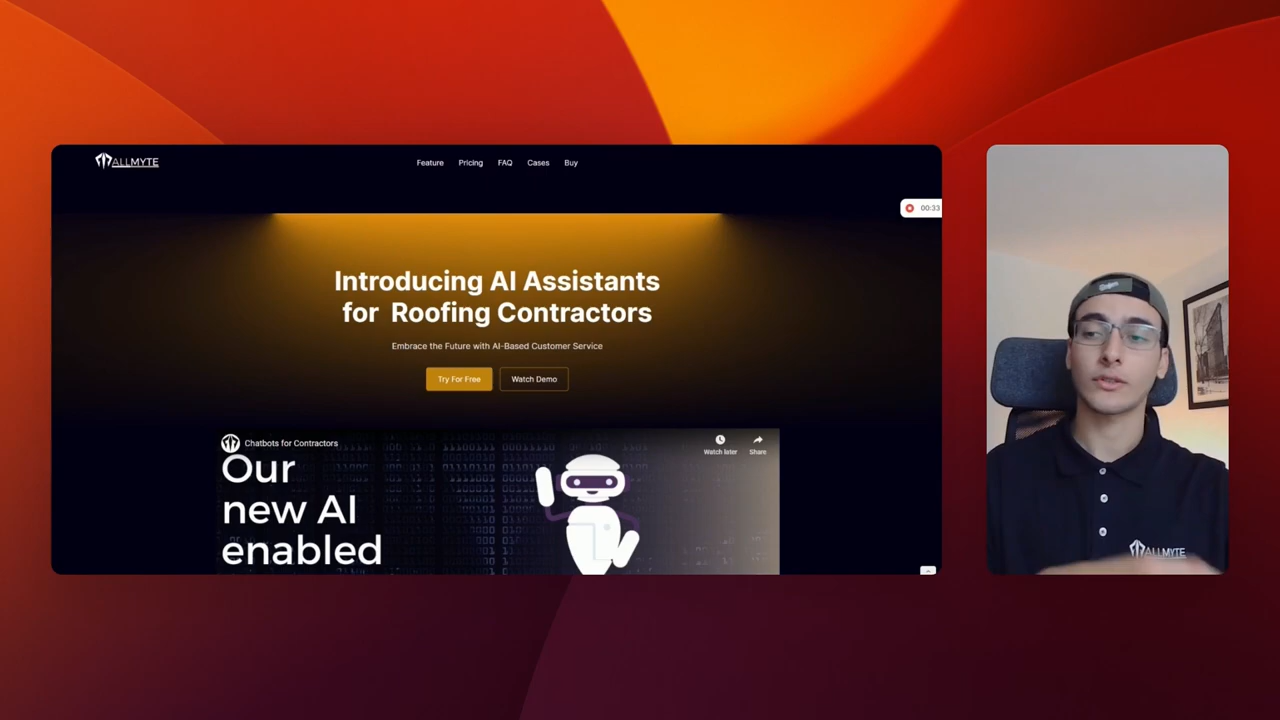 ALLMYTE
Feature Pricing FAQ Cases Buy
00:33
Introducing AI Assistants
for Roofing Contractors
Embrace the Future with AI-Based Customer Service
Try For Free
Watch Demo
Chatbots for Contractors
Watch later
Share
Our
new AI
enabled
ALLMYTE